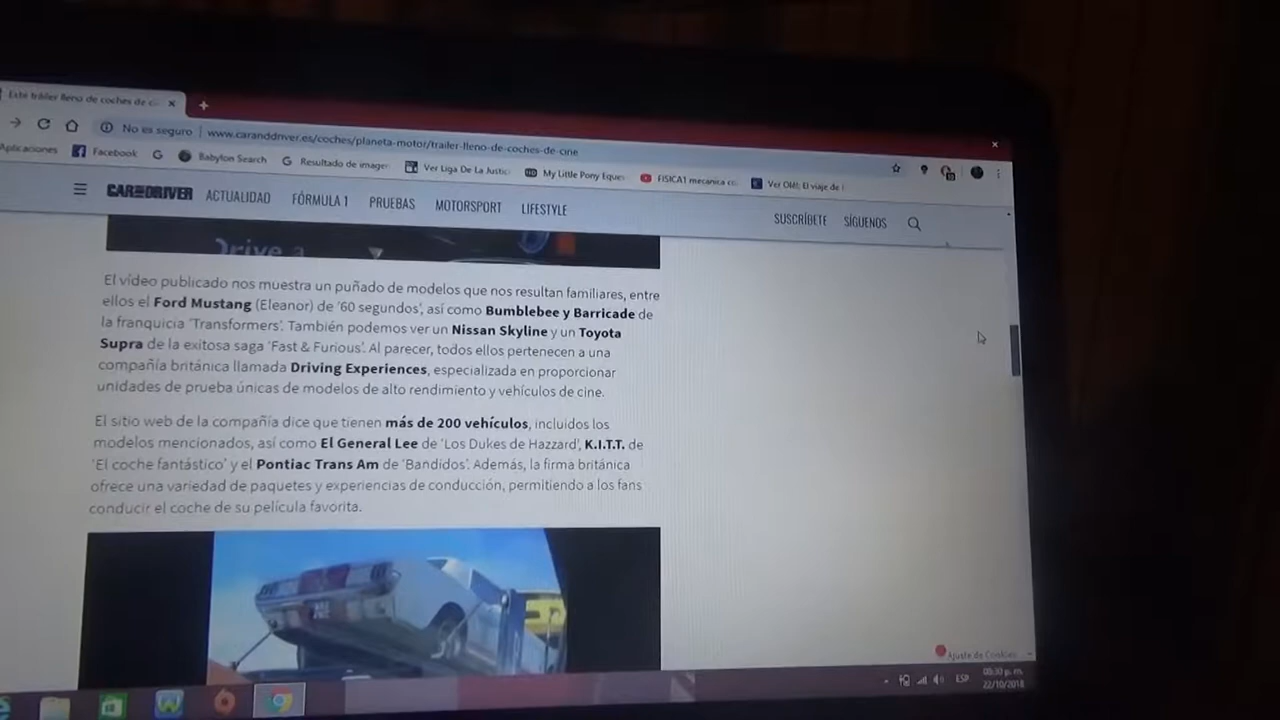 Este tráiler lleno de coches de c
No es seguro | www.caranddriver.es/coches/planeta-motor/trailer-lleno-de-coches-de-cine
Aplicaciones Facebook Babylon Search Resultado de imager Ver Liga De La Justic My Little Pony Eques FISICA1 mecanica co Ver Olé!, El viaje de
CAR DRIVER ACTUALIDAD FÓRMULA 1 PRUEBAS MOTORSPORT LIFESTYLE SUSCRÍBETE SÍGUENOS
Drive a
El vídeo publicado nos muestra un puñado de modelos que nos resultan familiares, entre
ellos el Ford Mustang (Eleanor) de '60 segundos', así como Bumblebee y Barricade de
la franquicia 'Transformers'. También podemos ver un Nissan Skyline y un Toyota
Supra de la exitosa saga 'Fast & Furious'. Al parecer, todos ellos pertenecen a una
compañía británica llamada Driving Experiences, especializada en proporcionar
unidades de prueba únicas de modelos de alto rendimiento y vehículos de cine.
El sitio web de la compañía dice que tienen más de 200 vehículos, incluidos los
modelos mencionados, así como El General Lee de 'Los Dukes de Hazzard', K.I.T.T. de
'El coche fantástico' y el Pontiac Trans Am de 'Bandidos'. Además, la firma británica
ofrece una variedad de paquetes y experiencias de conducción, permitiendo a los fans
conducir el coche de su película favorita.
Ajuste de Cookies
ESP
22/10/2018